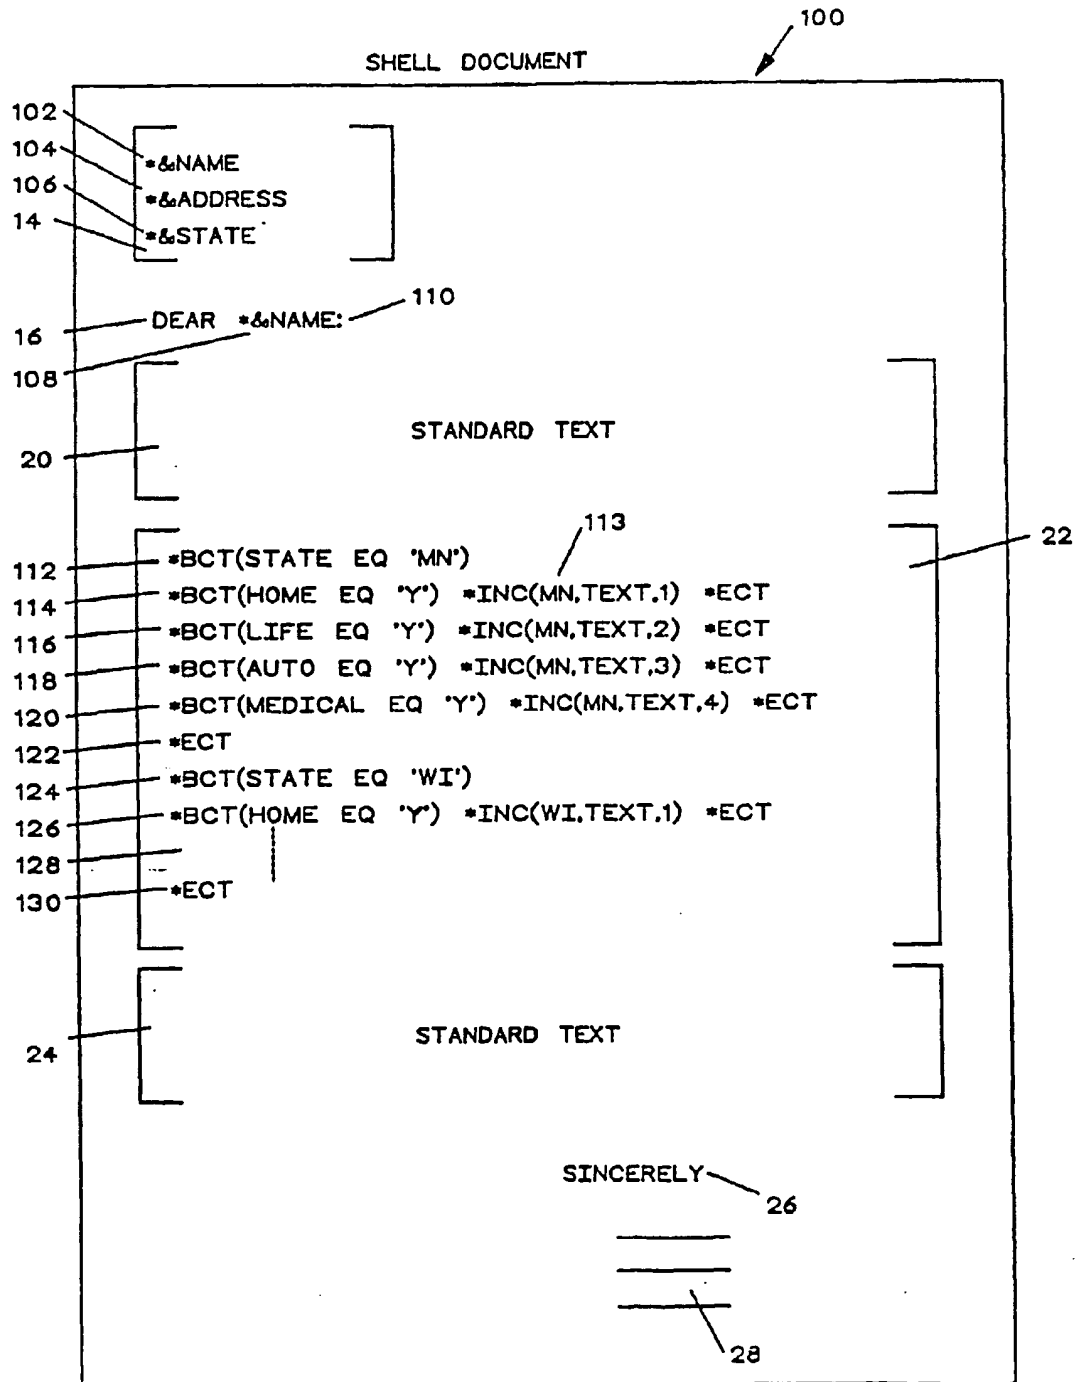 100
SHELL DOCUMENT
102
*&NAME
104
*&ADDRESS
106
*&STATE
14
110
16
DEAR *&NAME:
108
STANDARD TEXT
20
113
22
112
*BCT(STATE EQ 'MN')
114
*BCT(HOME EQ 'Y') *INC(MN,TEXT,1) *ECT
116
*BCT(LIFE EQ 'Y') *INC(MN,TEXT,2) *ECT
118
*BCT(AUTO EQ 'Y') *INC(MN,TEXT,3) *ECT
120
*BCT(MEDICAL EQ 'Y') *INC(MN,TEXT,4) *ECT
122
*ECT
124
*BCT(STATE EQ 'WI')
126
*BCT(HOME EQ 'Y') *INC(WI,TEXT,1) *ECT
128
130
*ECT
24
STANDARD TEXT
SINCERELY
26
28